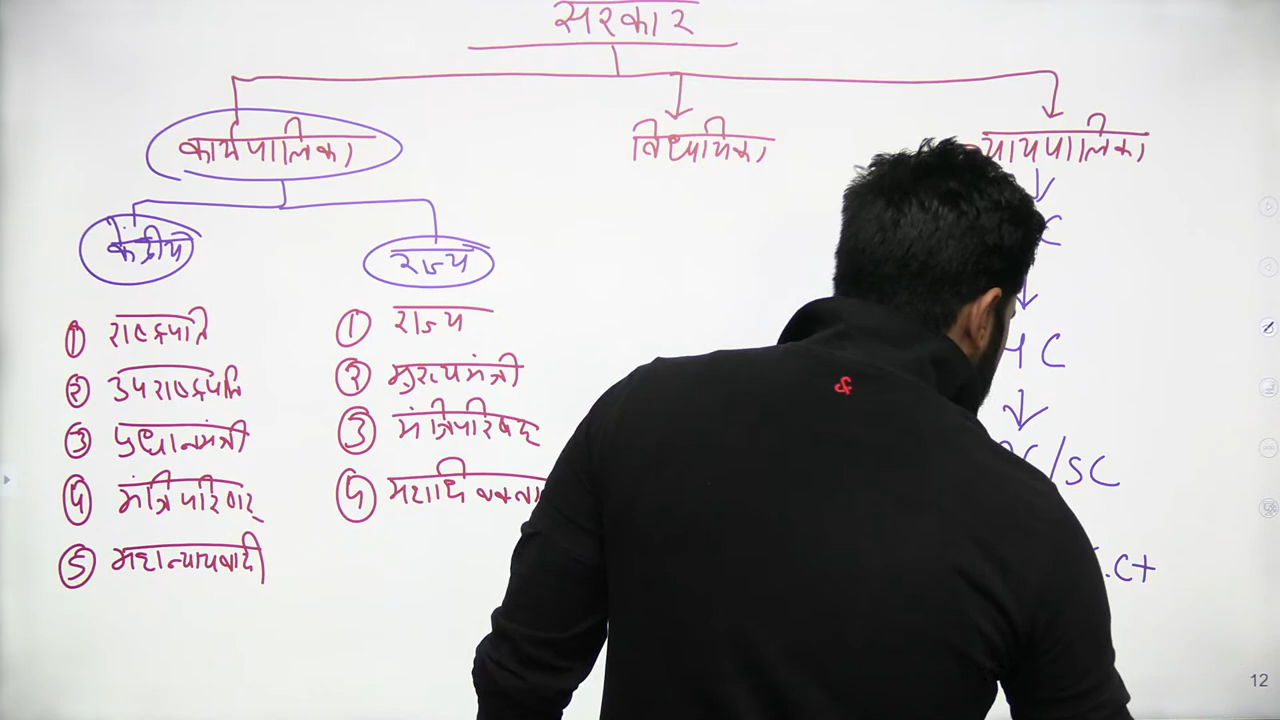 सरकार
कार्यपालिका विधायिका न्यायपालिका
केंद्रीय राज्य C
① राष्ट्रपति ① राज्य HC
② उपराष्ट्रपति ② मुख्यमंत्री
③ प्रधानमंत्री ③ मंत्रिपरिषद /SC
④ मंत्रिपरिषद् ④ महाधिवक्ता
⑤ महान्यायवादी .C+
&
12